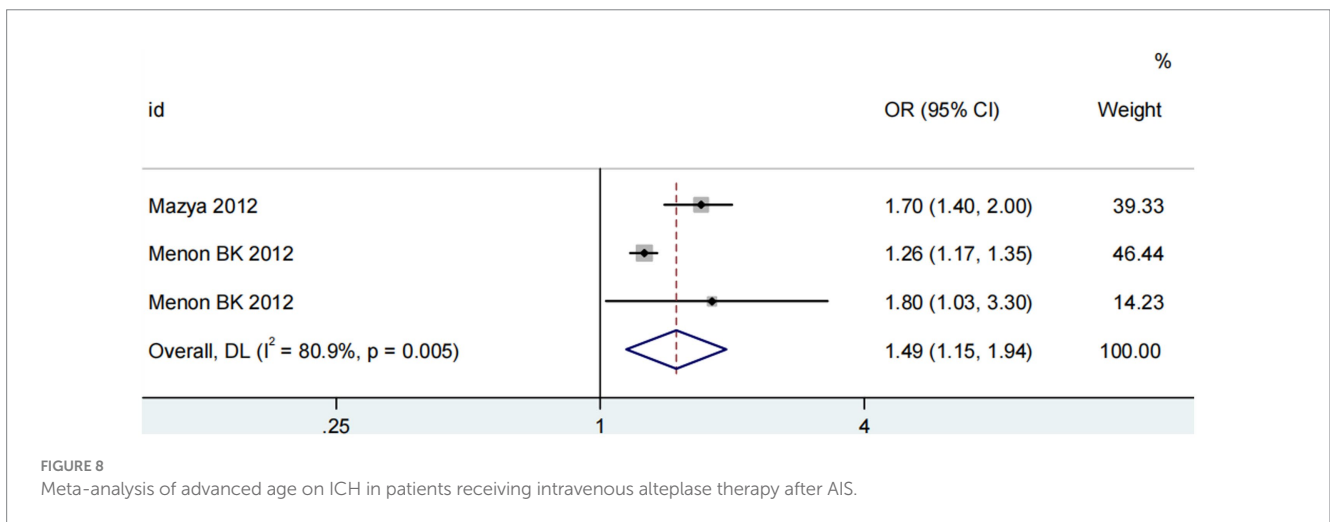 %
id OR (95% CI) Weight
Mazya 2012 1.70 (1.40, 2.00) 39.33
Menon BK 2012 1.26 (1.17, 1.35) 46.44
Menon BK 2012 1.80 (1.03, 3.30) 14.23
Overall, DL (I² = 80.9%, p = 0.005) 1.49 (1.15, 1.94) 100.00
.25 1 4
FIGURE 8
Meta-analysis of advanced age on ICH in patients receiving intravenous alteplase therapy after AIS.